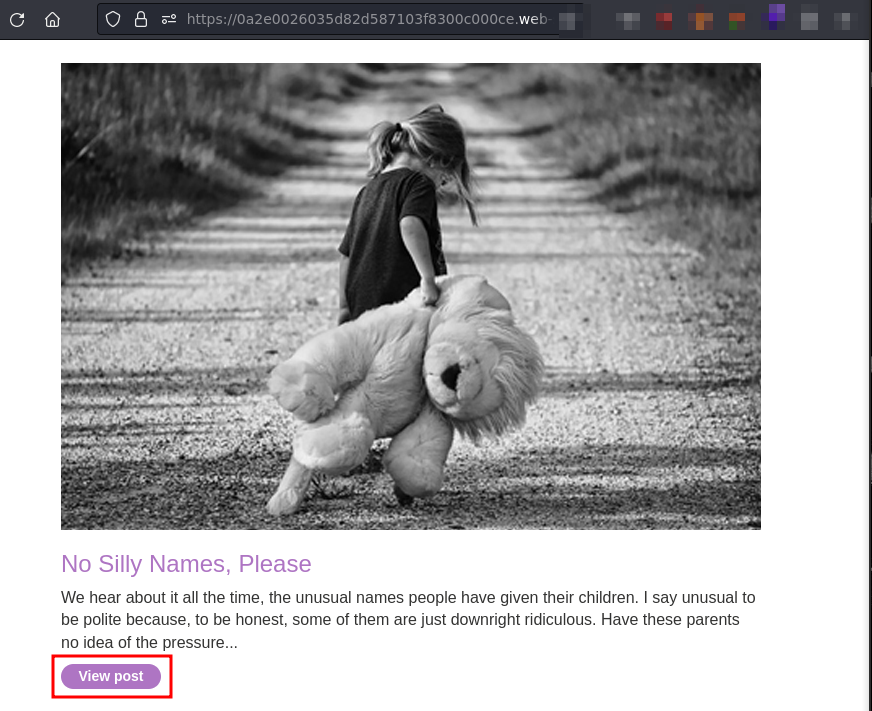 https://0a2e0026035d82d587103f8300c000ce.web-
No Silly Names, Please
We hear about it all the time, the unusual names people have given their children. I say unusual to
be polite because, to be honest, some of them are just downright ridiculous. Have these parents
no idea of the pressure...
View post